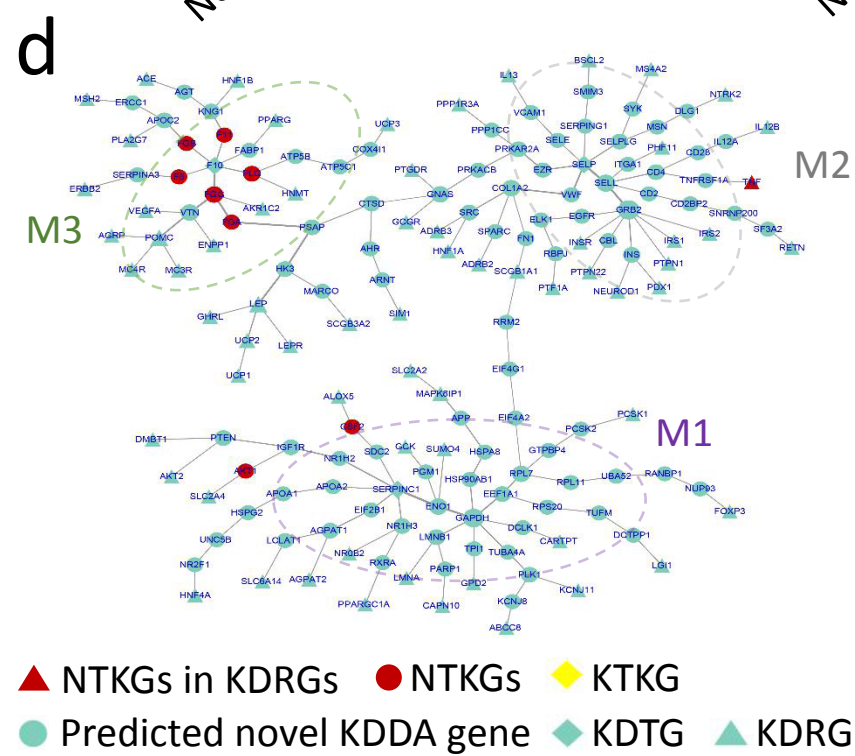 d
BSCL2
IL13
MS4A2
ACE
HNF1B
AGT
SMIM3
NTRK2
MSH2
ERCC1
KNG1
VCAM1
SYK
DLG1
PPP1R3A
APOC2
PPARG
UCP3
SERPING1
MSN
IL12B
PPP1CC
SELE
SELPLG
IL12A
PLA2G7
FABP1
COX4I1
PRKAR2A
PHF11
CD28
F10
ATP5B
ATP5C1
PTGDR
PRKACB
EZR
SELP
ITGA1
CD4
TNFRSF1A
TNF
M2
SERPINA3
PLG
ERBB2
HNMT
GNAS
COL1A2
VWF
SELL
CD2
CD2BP2
FGG
AKR1C2
CTSD
SRC
GRB2
SNRNP200
VEGFA
VTN
FGA
PSAP
GCGR
ADRB3
SPARC
ELK1
EGFR
SF3A2
M3
AGRP
POMC
ENPP1
AHR
HNF1A
FN1
RBPJ
INSR
CBL
IRS1
IRS2
RETN
MC4R
MC3R
HK3
ARNT
ADRB2
SCGB1A1
PTPN22
INS
PTPN1
MARCO
PTF1A
NEUROD1
PDX1
LEP
GHRL
SCGB3A2
SIM1
RRM2
UCP2
LEPR
UCP1
SLC2A2
EIF4G1
ALOX5
MAPK8IP1
APP
EIF4A2
PCSK2
PCSK1
M1
DMBT1
PTEN
IGF1R
SDC2
GCK
SUMO4
HSPA8
GTPBP4
NR1H2
PGM1
HSP90AB1
RPL7
RPL11
UBA52
RANBP1
AKT2
AKT1
SLC2A4
APOA1
APOA2
SERPINC1
EEF1A1
NUP93
HSPG2
EIF2B1
ENO1
GAPDH
RPS20
TUFM
FOXP3
UNC5B
LCLAT1
AGPAT1
NR1H3
LMNB1
DCLK1
CARTPT
DCTPP1
NR2F1
NR0B2
RXRA
TPI1
TUBA4A
LGI1
SLC6A14
AGPAT2
LMNA
PARP1
GPD2
PLK1
KCNJ11
HNF4A
PPARGC1A
CAPN10
KCNJ8
ABCC8
NTKGs in KDRGs NTKGs KTKG
Predicted novel KDDA gene KDTG KDRG